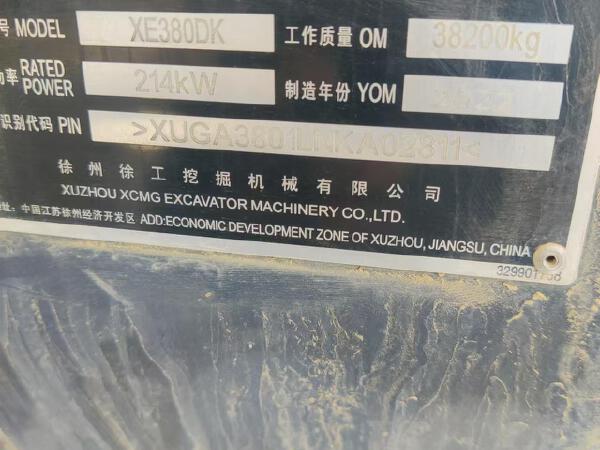 号 MODEL XE380DK 工作质量 OM 38200kg
功率 RATED POWER 214kW 制造年份 YOM
识别代码 PIN >XUGA3801LNKA02811<
徐州徐工挖掘机械有限公司
XUZHOU XCMG EXCAVATOR MACHINERY CO.,LTD.
地址: 中国江苏徐州经济开发区 ADD:ECONOMIC DEVELOPMENT ZONE OF XUZHOU, JIANGSU, CHINA